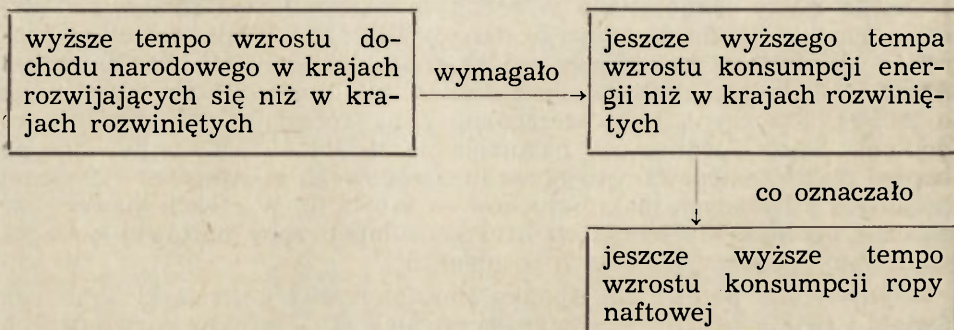 wyższe tempo wzrostu do-
chodu narodowego w krajach
rozwijających się niż w kra-
jach rozwiniętych
wymagało
jeszcze wyższego tempa
wzrostu konsumpcji ener-
gii niż w krajach rozwinię-
tych
co oznaczało
jeszcze wyższe tempo
wzrostu konsumpcji ropy
naftowej